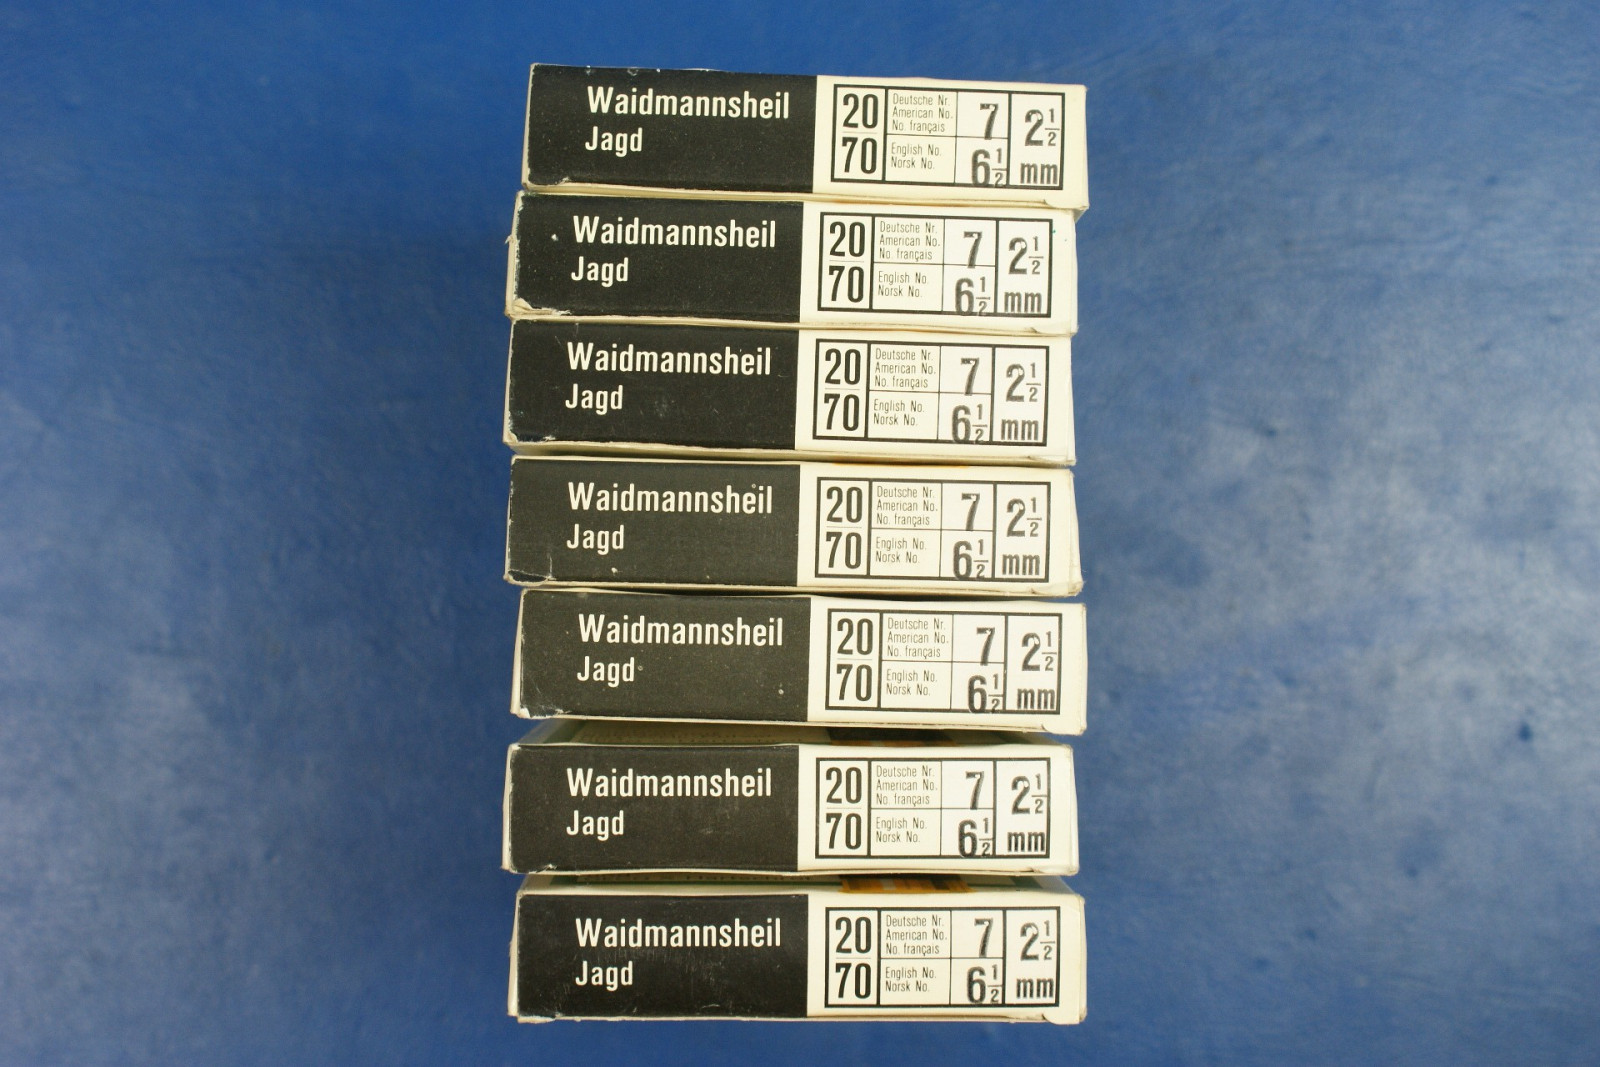 Waidmannsheil
Jagd
20
70
Deutsche Nr.
American No.
No. français
7
English No.
Norsk No.
6½
2½
mm
Waidmannsheil
Jagd
20
70
Deutsche Nr.
American No.
No. français
7
English No.
Norsk No.
6½
2½
mm
Waidmannsheil
Jagd
20
70
Deutsche Nr.
American No.
No. français
7
English No.
Norsk No.
6½
2½
mm
Waidmannsheil
Jagd
20
70
Deutsche Nr.
American No.
No. français
7
English No.
Norsk No.
6½
2½
mm
Waidmannsheil
Jagd
20
70
Deutsche Nr.
American No.
No. français
7
English No.
Norsk No.
6½
2½
mm
Waidmannsheil
Jagd
20
70
Deutsche Nr.
American No.
No. français
7
English No.
Norsk No.
6½
2½
mm
Waidmannsheil
Jagd
20
70
Deutsche Nr.
American No.
No. français
7
English No.
Norsk No.
6½
2½
mm